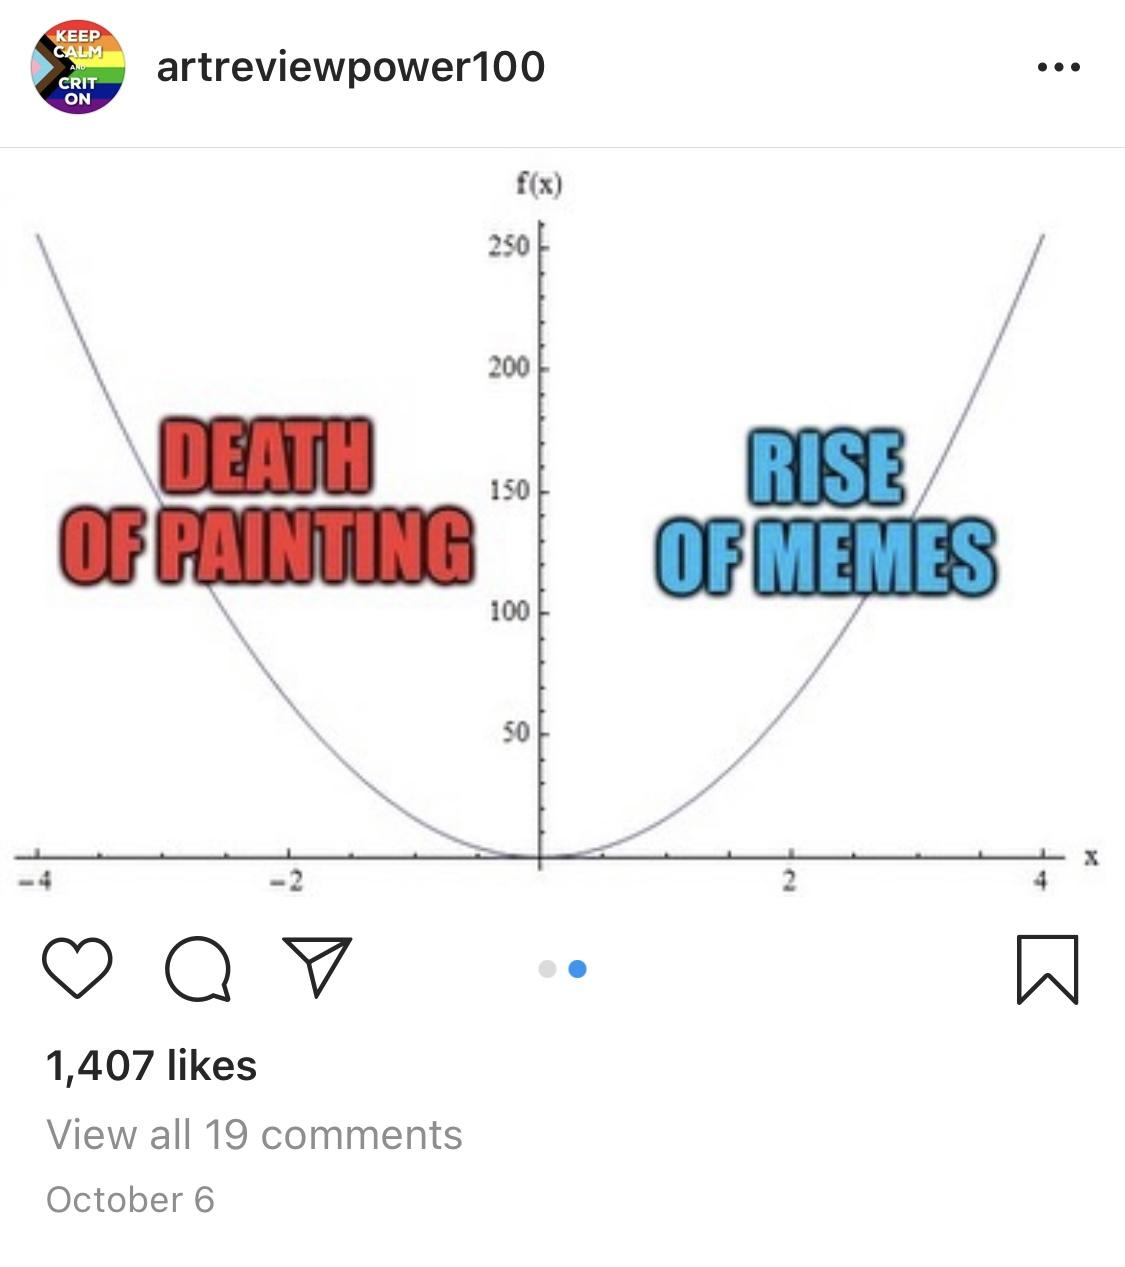 KEEP
CALM
AND
CRIT
ON
artreviewpower100
f(x)
250
200
DEATH
OF PAINTING
RISE
OF MEMES
150
100
50
-4
-2
2
4
x
1,407 likes
View all 19 comments
October 6